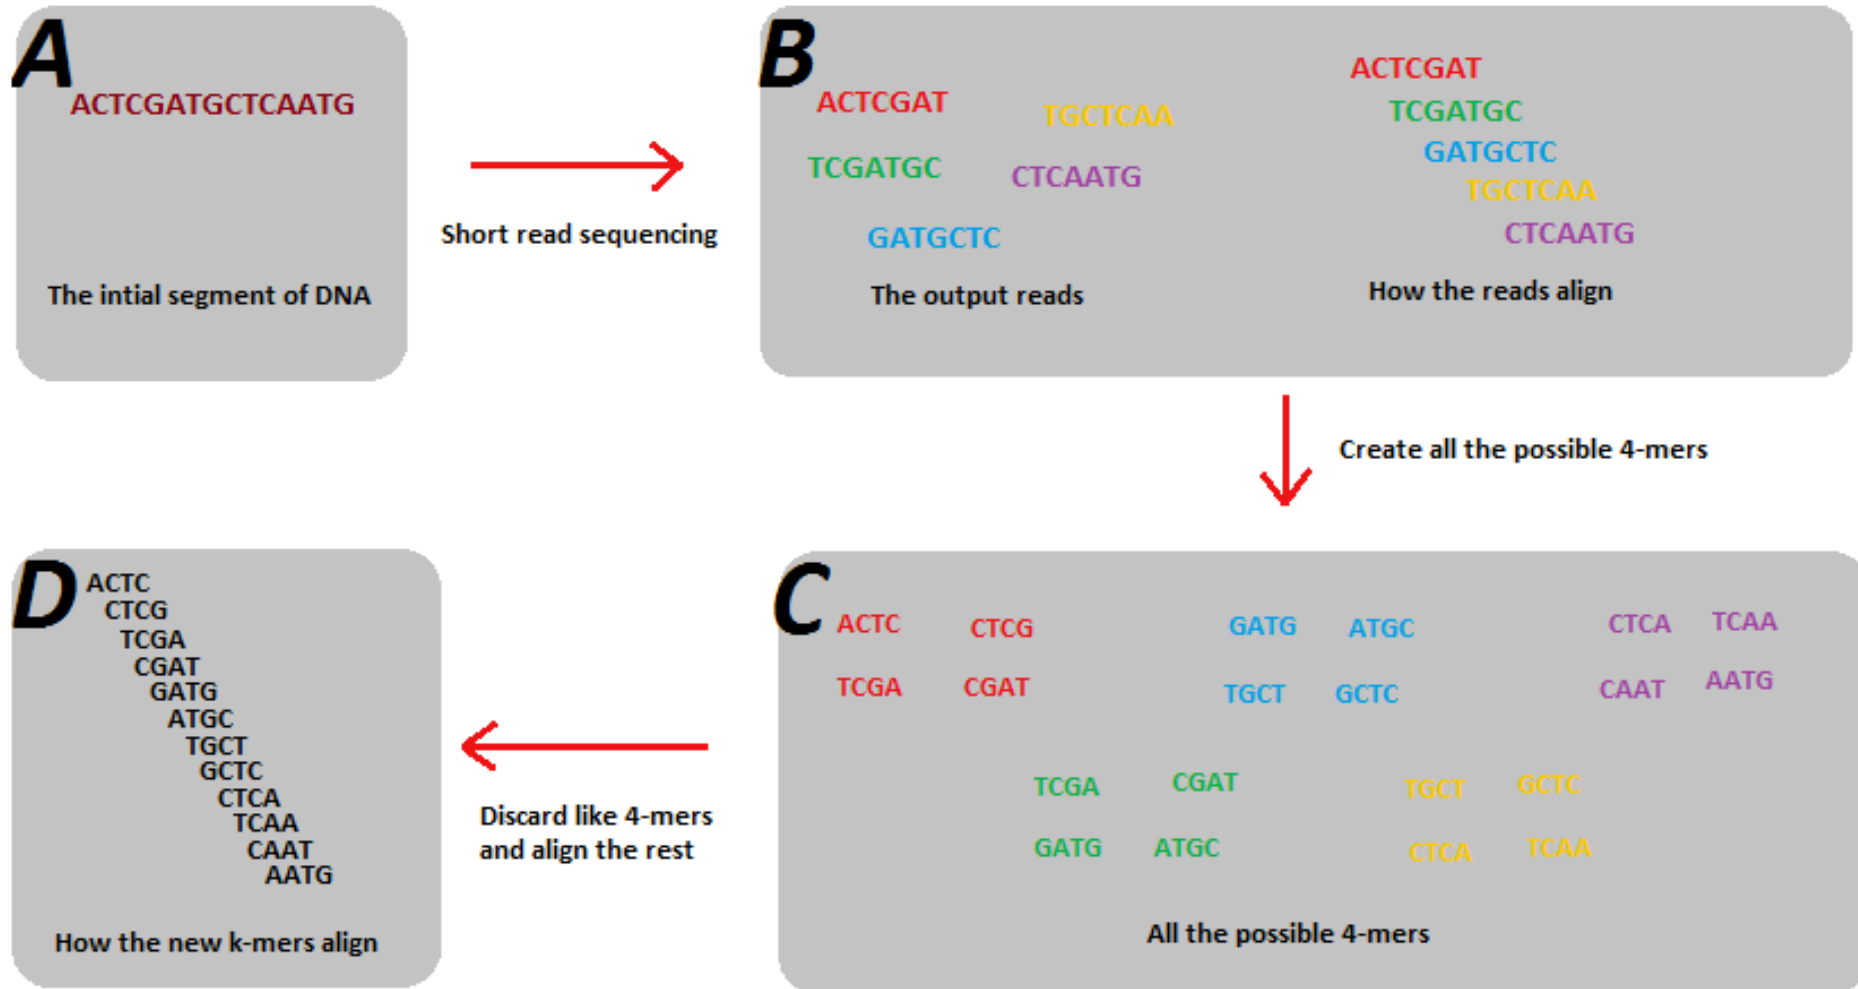 A
ACTCGATGCTCAATG
The intial segment of DNA
Short read sequencing
B
ACTCGAT
TGCTCAA
TCGATGC
CTCAATG
GATGCTC
The output reads
ACTCGAT
TCGATGC
GATGCTC
TGCTCAA
CTCAATG
How the reads align
Create all the possible 4-mers
C
ACTC CTCG
TCGA CGAT
GATG ATGC
TGCT GCTC
CTCA TCAA
CAAT AATG
TCGA CGAT
GATG ATGC
TGCT GCTC
CTCA TCAA
All the possible 4-mers
Discard like 4-mers
and align the rest
D
ACTC
CTCG
TCGA
CGAT
GATG
ATGC
TGCT
GCTC
CTCA
TCAA
CAAT
AATG
How the new k-mers align